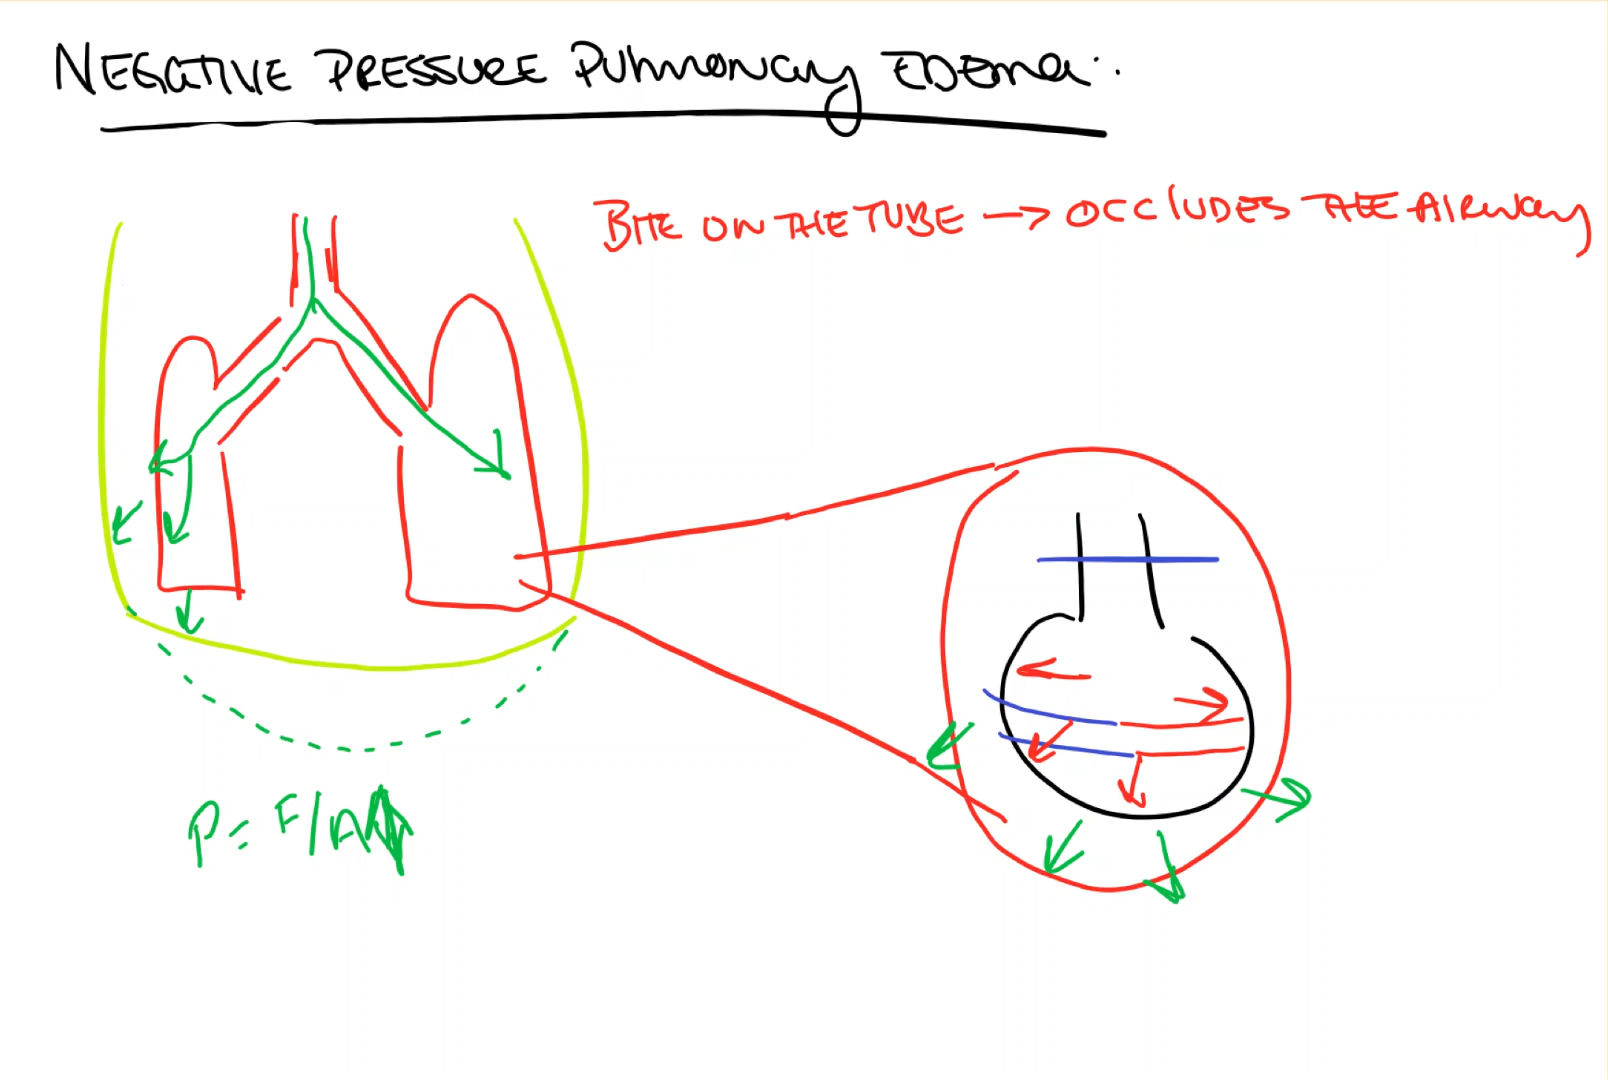 NEGATIVE PRESSURE PULMONARY EDEMA.
BITE ON THE TUBE → OCCLUDES THE AIRWAY
P = F/A